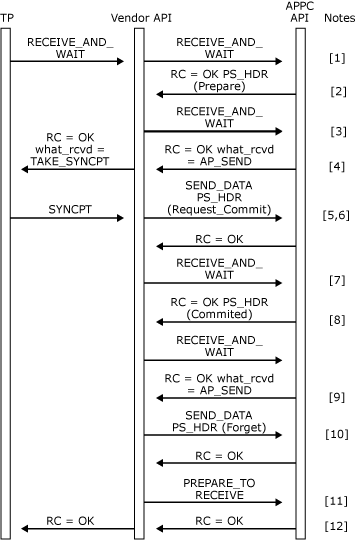 TP Vendor API APPC API Notes
RECEIVE_AND_
WAIT
RECEIVE_AND_
WAIT
[1]
RC = OK PS_HDR
(Prepare)
[2]
RECEIVE_AND_
WAIT
[3]
RC = OK
what_rcvd =
TAKE_SYNCPT
RC = OK what_rcvd
= AP_SEND
[4]
SYNCPT
SEND_DATA
PS_HDR
(Request_Commit)
[5,6]
RC = OK
RECEIVE_AND_
WAIT
[7]
RC = OK PS_HDR
(Commited)
[8]
RECEIVE_AND_
WAIT
RC = OK what_rcvd
= AP_SEND
[9]
SEND_DATA
PS_HDR (Forget)
[10]
RC = OK
PREPARE_TO
RECEIVE
[11]
RC = OK
RC = OK
[12]